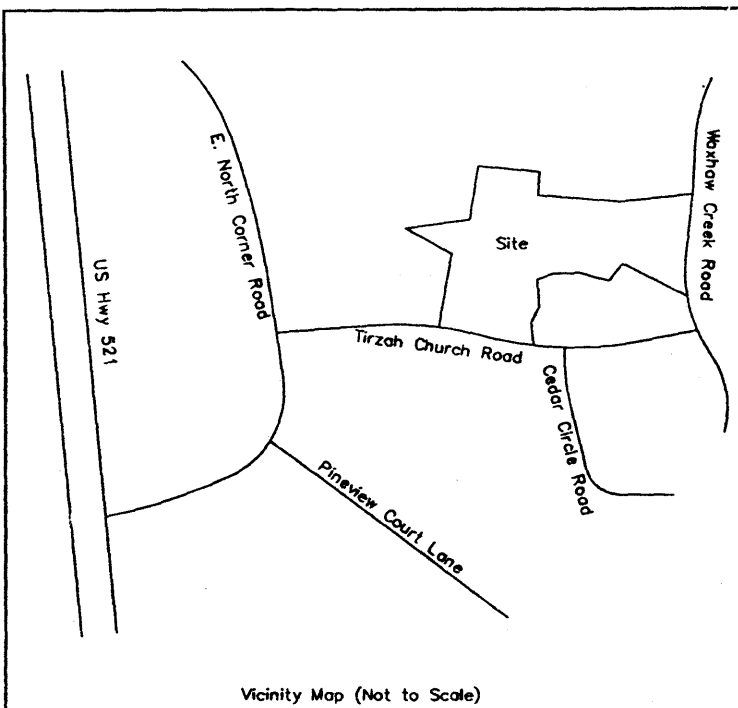 E. North Corner Road
Waxhaw Creek Road
Site
US Hwy 521
Tirzah Church Road
Cedar Circle Road
Pineview Court Lane
Vicinity Map (Not to Scale)